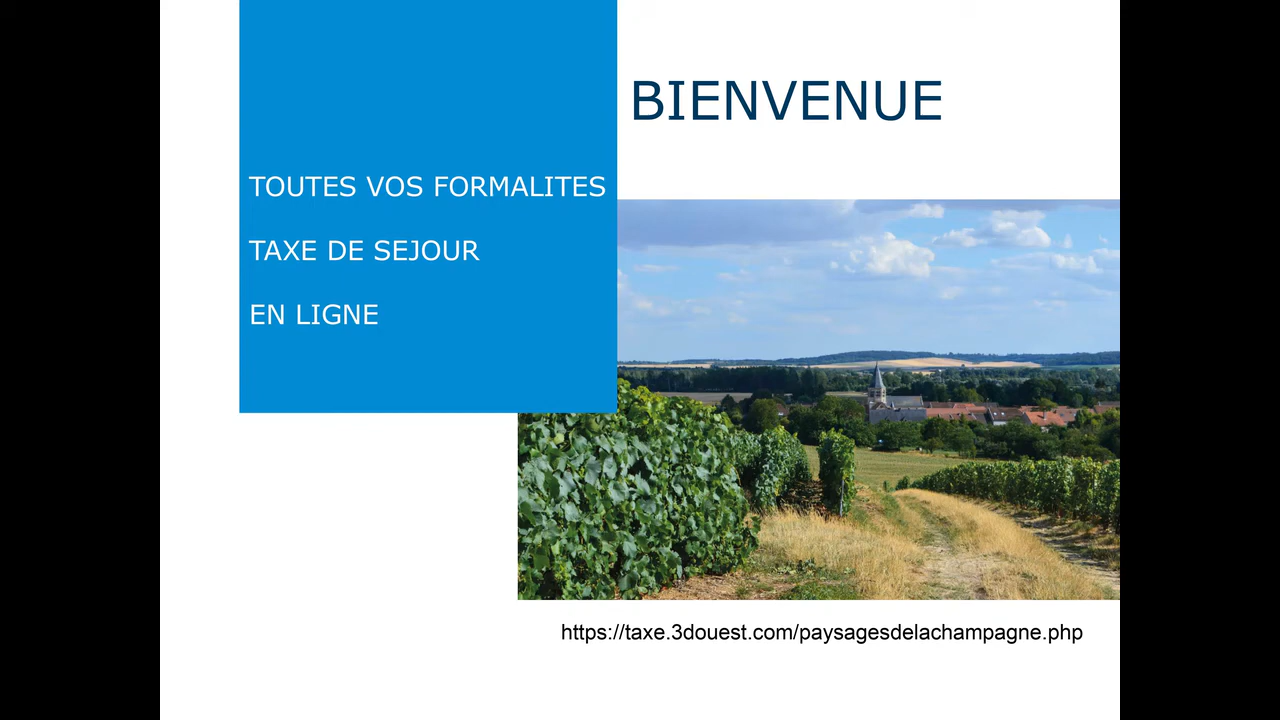 BIENVENUE
TOUTES VOS FORMALITES
TAXE DE SEJOUR
EN LIGNE
https://taxe.3douest.com/paysagesdelachampagne.php